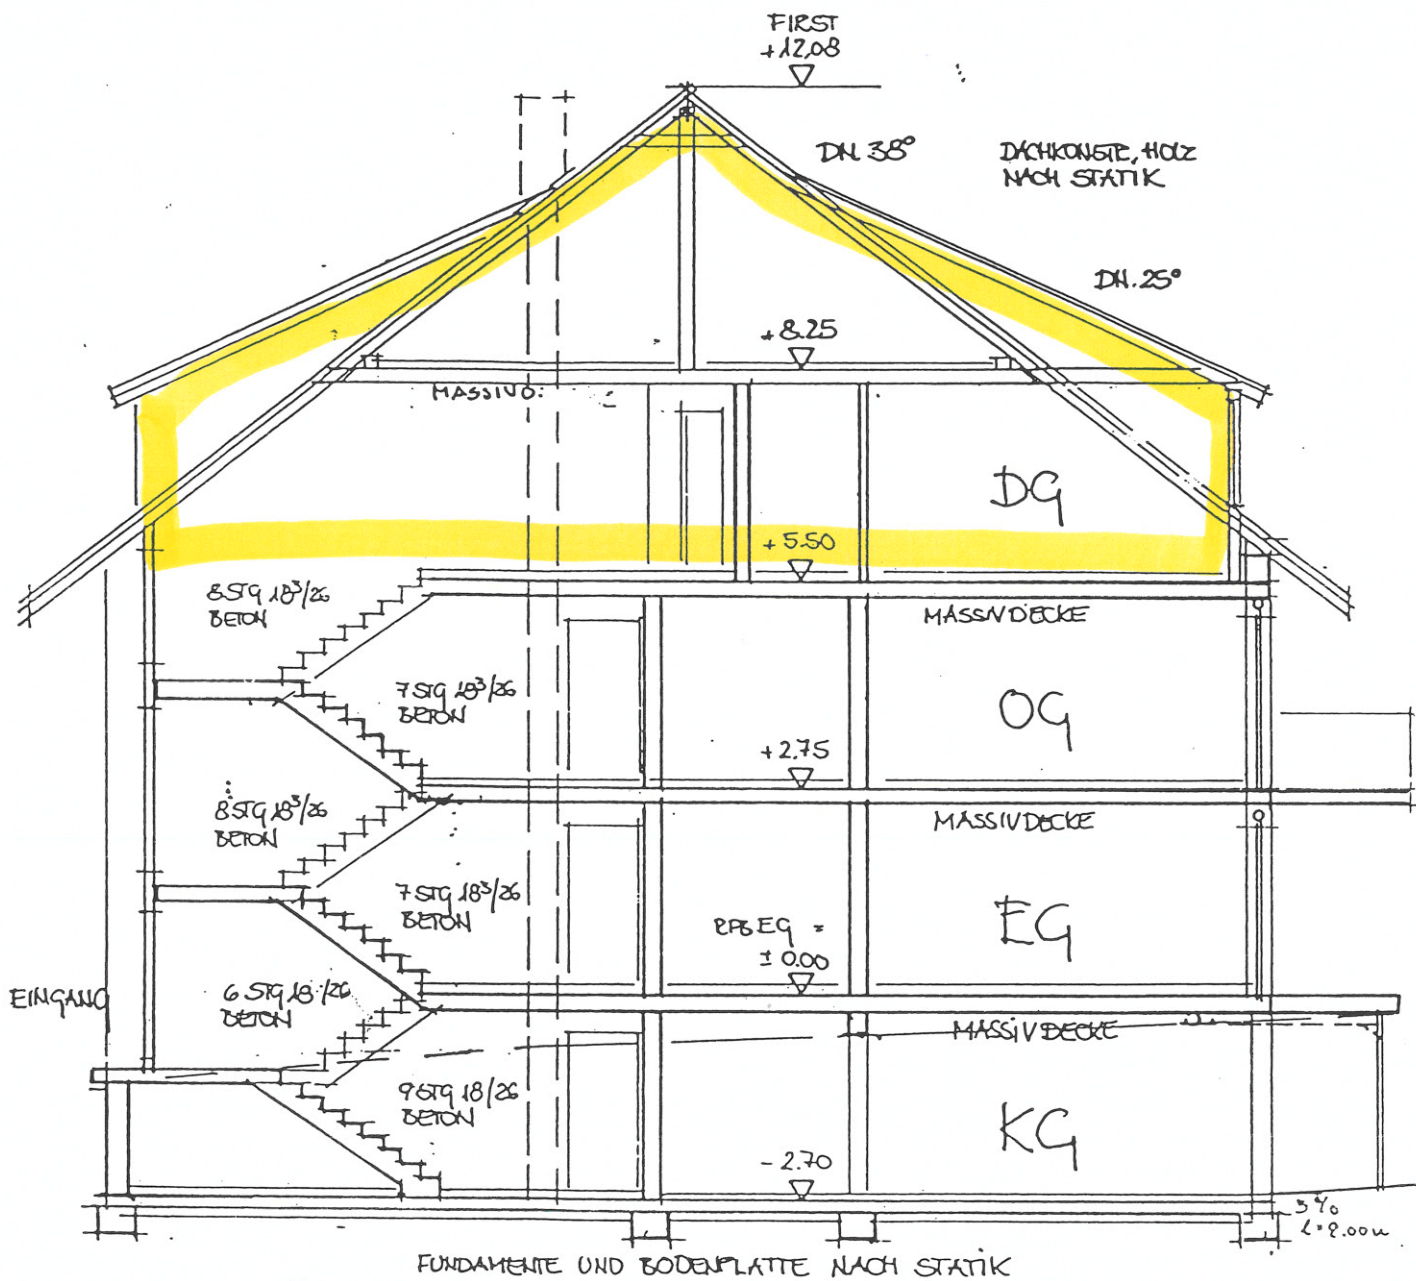 FIRST
+12,08
DN. 38°
DACHKONSTR, HOLZ
NACH STATIK
DN. 25°
+8.25
MASSIVD.
DG
+5.50
8 STG 18³/26
BETON
MASSIVDECKE
7 STG 18³/26
BETON
OG
+2.75
8 STG 18³/26
BETON
MASSIVDECKE
7 STG 18³/26
BETON
EG =
± 0.00
EG
EINGANG
6 STG 18/26
BETON
MASSIVDECKE
9 STG 18/26
BETON
KG
-2.70
3%
FUNDAMENTE UND BODENPLATTE NACH STATIK